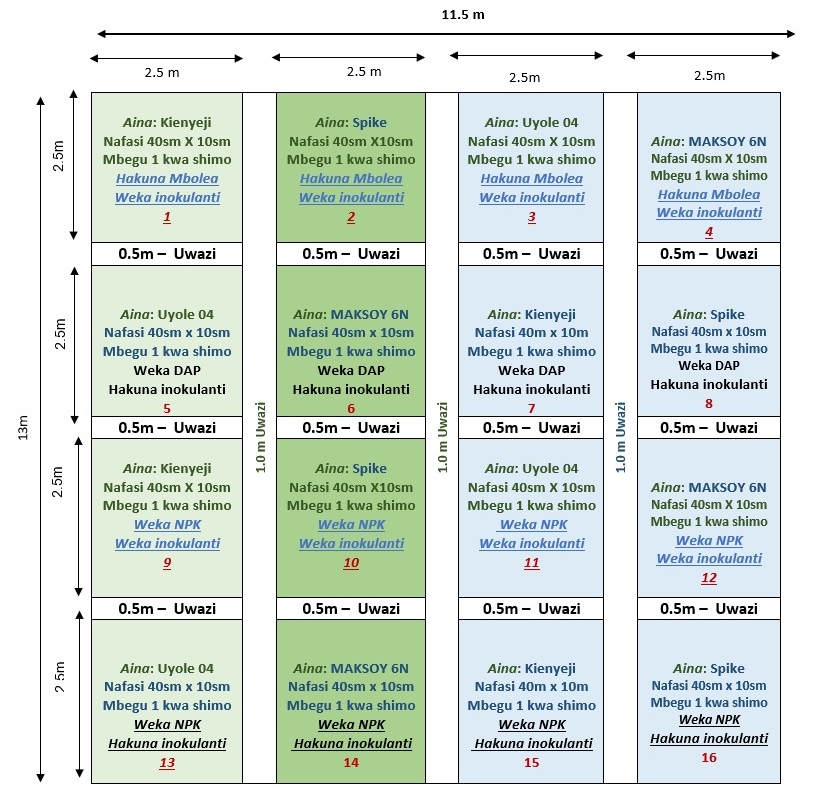 11.5 m
2.5 m
2.5 m
2.5m
2.5m
13m
2.5m
Aina: Kienyeji
Nafasi 40sm X 10sm
Mbegu 1 kwa shimo
Hakuna Mbolea
Weka inokulanti
1
Aina: Spike
Nafasi 40sm X10sm
Mbegu 1 kwa shimo
Hakuna Mbolea
Weka inokulanti
2
Aina: Uyole 04
Nafasi 40sm X 10sm
Mbegu 1 kwa shimo
Hakuna Mbolea
Weka inokulanti
3
Aina: MAKSOY 6N
Nafasi 40sm X 10sm
Mbegu 1 kwa shimo
Hakuna Mbolea
Weka inokulanti
4
0.5m – Uwazi
0.5m – Uwazi
0.5m – Uwazi
0.5m – Uwazi
2.5m
Aina: Uyole 04
Nafasi 40sm x 10sm
Mbegu 1 kwa shimo
Weka DAP
Hakuna inokulanti
5
Aina: MAKSOY 6N
Nafasi 40sm x 10sm
Mbegu 1 kwa shimo
Weka DAP
Hakuna inokulanti
6
Aina: Kienyeji
Nafasi 40m x 10m
Mbegu 1 kwa shimo
Weka DAP
Hakuna inokulanti
7
Aina: Spike
Nafasi 40sm x 10sm
Mbegu 1 kwa shimo
Weka DAP
Hakuna inokulanti
8
1.0 m Uwazi
1.0 m Uwazi
1.0 m Uwazi
0.5m – Uwazi
0.5m – Uwazi
0.5m – Uwazi
0.5m – Uwazi
2.5m
Aina: Kienyeji
Nafasi 40sm X 10sm
Mbegu 1 kwa shimo
Weka NPK
Weka inokulanti
9
Aina: Spike
Nafasi 40sm X10sm
Mbegu 1 kwa shimo
Weka NPK
Weka inokulanti
10
Aina: Uyole 04
Nafasi 40sm X 10sm
Mbegu 1 kwa shimo
Weka NPK
Weka inokulanti
11
Aina: MAKSOY 6N
Nafasi 40sm X 10sm
Mbegu 1 kwa shimo
Weka NPK
Weka inokulanti
12
0.5m – Uwazi
0.5m – Uwazi
0.5m – Uwazi
0.5m – Uwazi
2 5m
Aina: Uyole 04
Nafasi 40sm x 10sm
Mbegu 1 kwa shimo
Weka NPK
Hakuna inokulanti
13
Aina: MAKSOY 6N
Nafasi 40sm x 10sm
Mbegu 1 kwa shimo
Weka NPK
Hakuna inokulanti
14
Aina: Kienyeji
Nafasi 40m x 10m
Mbegu 1 kwa shimo
Weka NPK
Hakuna inokulanti
15
Aina: Spike
Nafasi 40sm x 10sm
Mbegu 1 kwa shimo
Weka NPK
Hakuna inokulanti
16